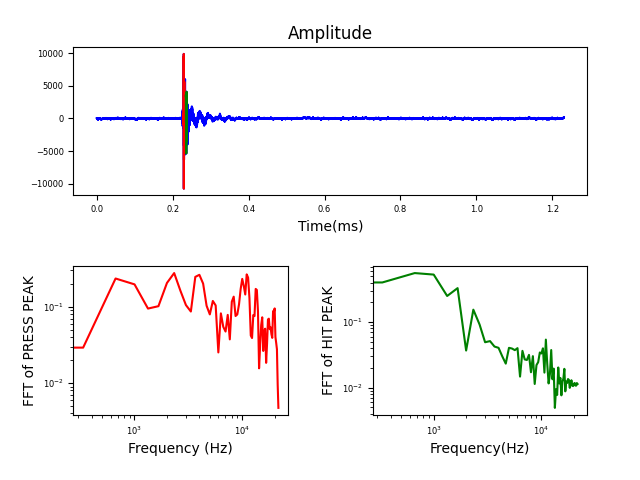 Amplitude
10000
5000
0
−5000
−10000
0.0 0.2 0.4 0.6 0.8 1.0 1.2
Time(ms)
FFT of PRESS PEAK
10⁻¹
10⁻²
10³ 10⁴
Frequency (Hz)
FFT of HIT PEAK
10⁻¹
10⁻²
10³ 10⁴
Frequency(Hz)